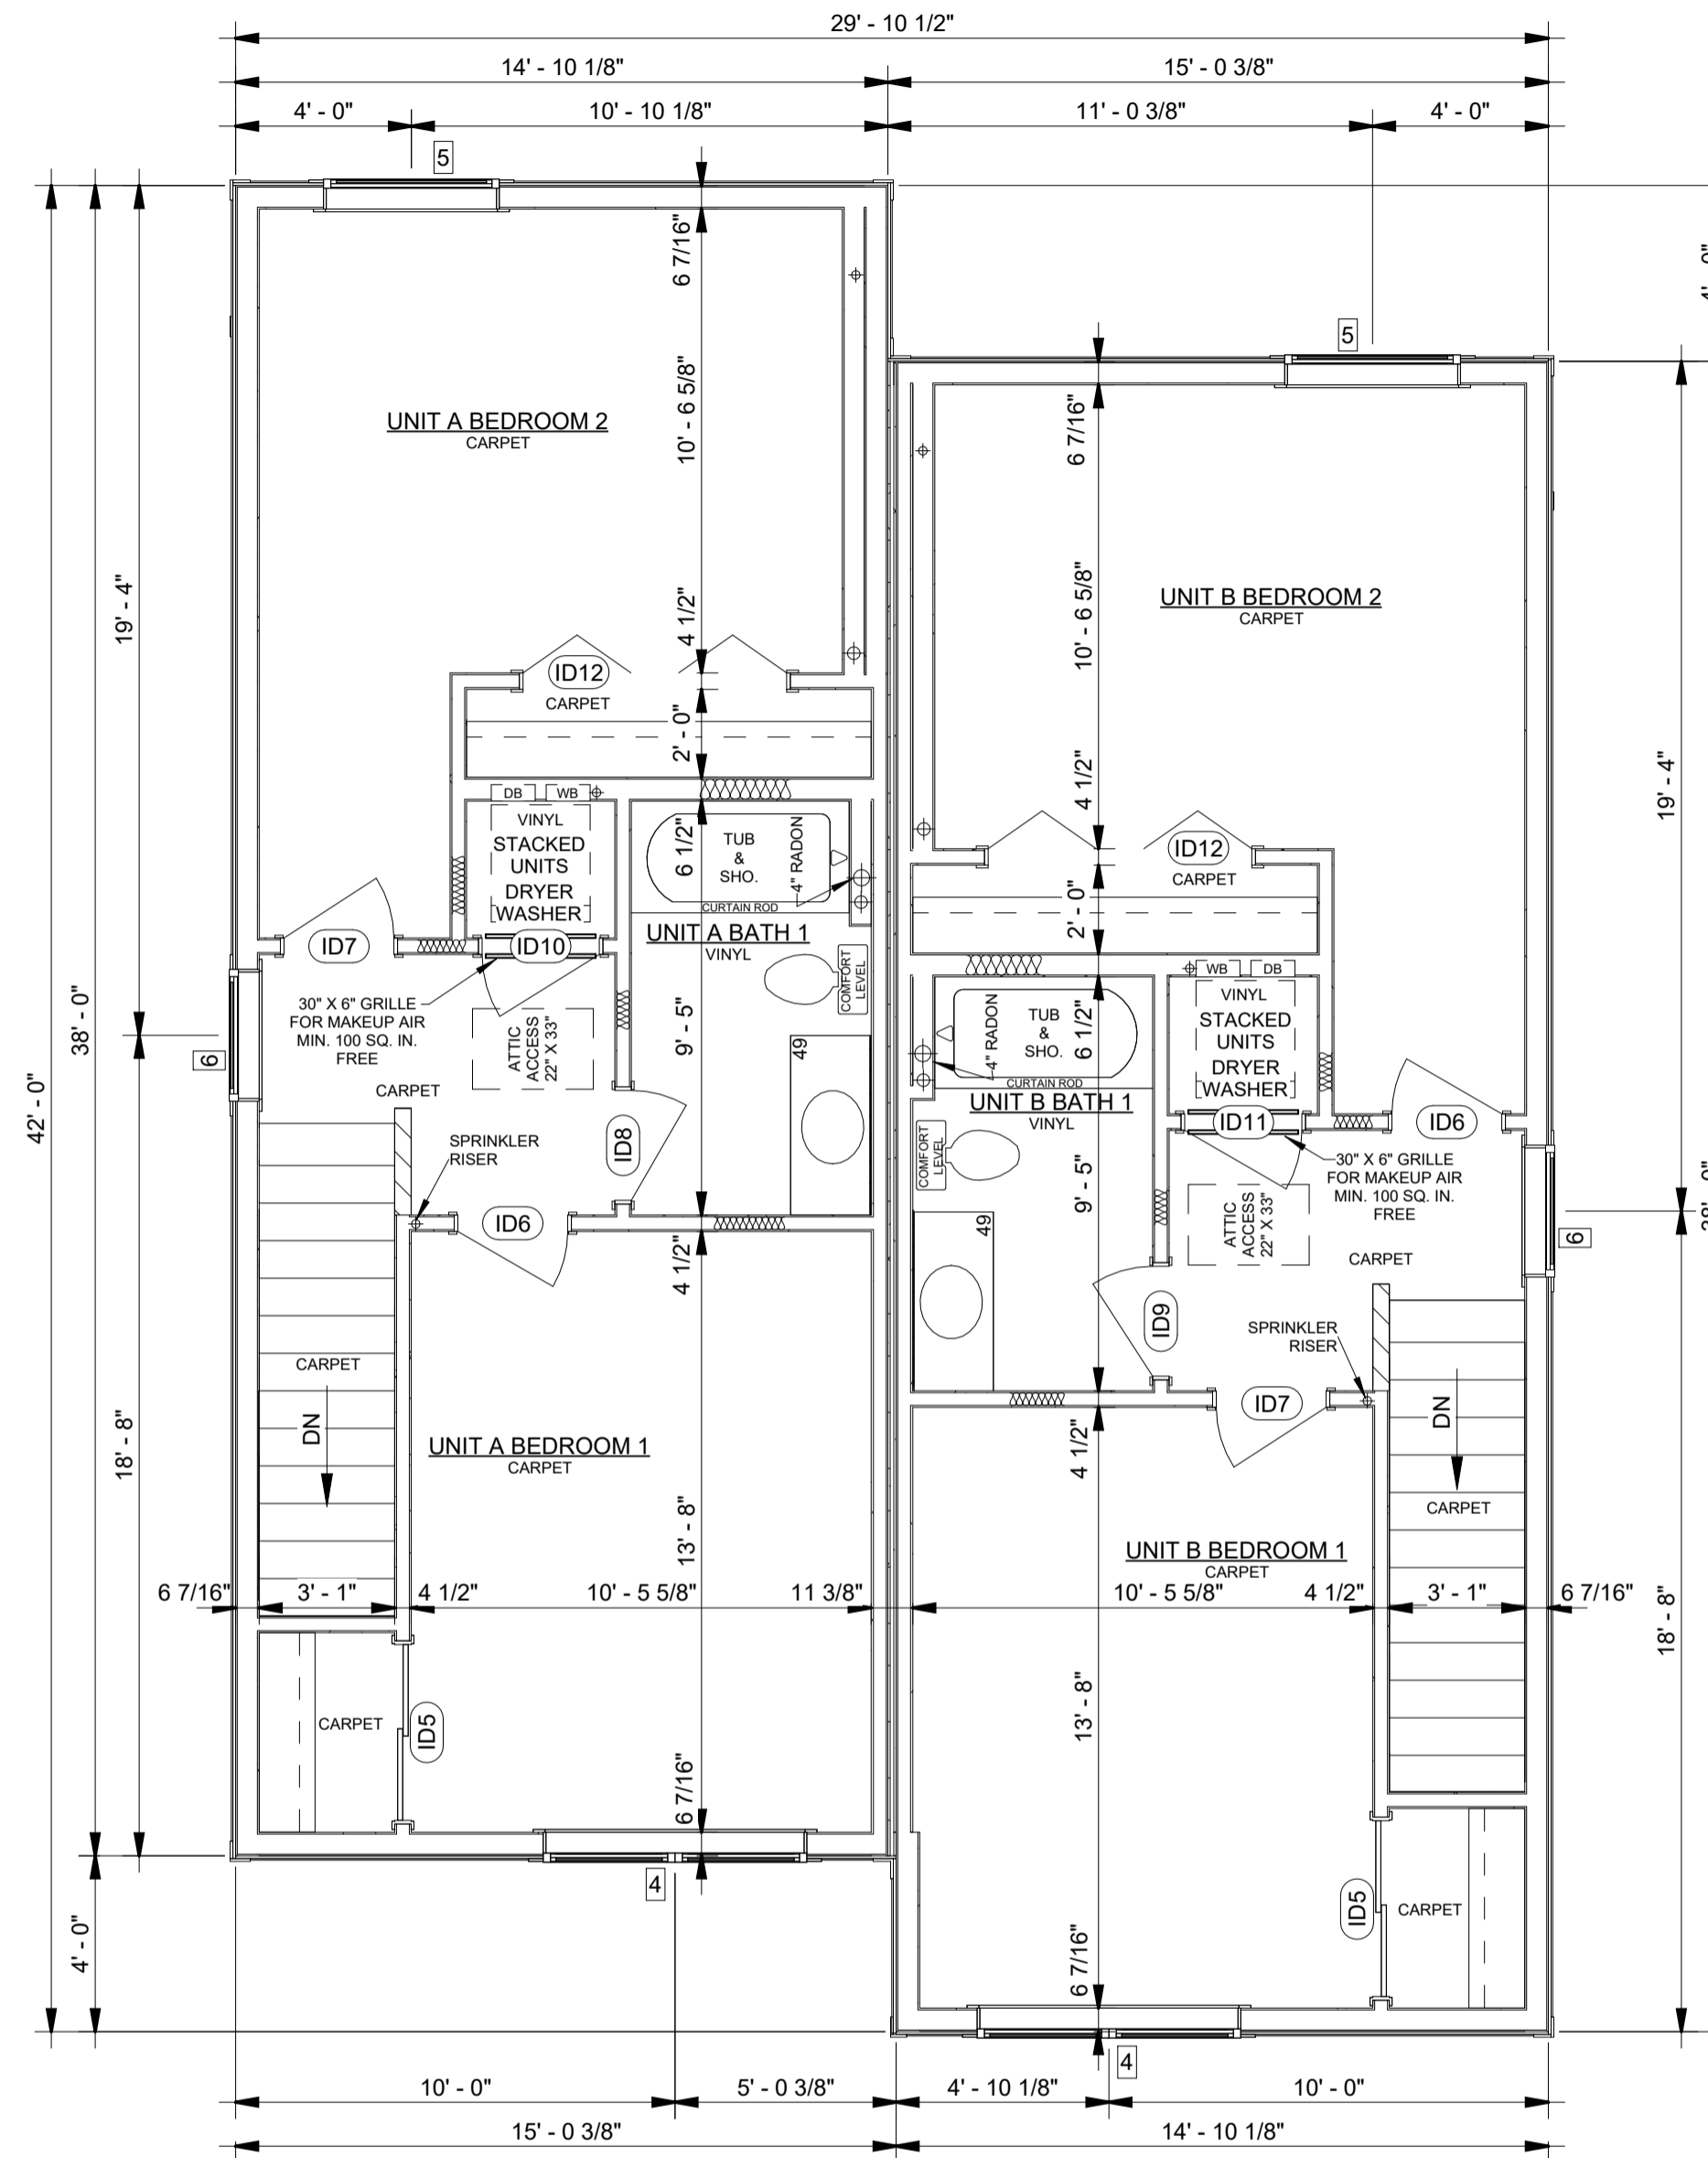 29' - 10 1/2"
14' - 10 1/8"
15' - 0 3/8"
4' - 0"
10' - 10 1/8"
11' - 0 3/8"
4' - 0"
5
5
42' - 0"
38' - 0"
19' - 4"
18' - 8"
4' - 0"
6
6 7/16"
10' - 6 5/8"
4 1/2"
2' - 0"
6 1/2"
9' - 5"
4 1/2"
13' - 8"
6 7/16"
UNIT A BEDROOM 2
CARPET
ID12
CARPET
DB
WB
VINYL
STACKED
UNITS
DRYER
WASHER
TUB
&
SHO.
4" RADON
CURTAIN ROD
ID7
ID10
UNIT A BATH 1
VINYL
COMFORT
LEVEL
30" X 6" GRILLE
FOR MAKEUP AIR
MIN. 100 SQ. IN.
FREE
ATTIC
ACCESS
22" X 33"
CARPET
49
ID8
SPRINKLER
RISER
ID6
CARPET
DN
UNIT A BEDROOM 1
CARPET
6 7/16"
3' - 1"
4 1/2"
10' - 5 5/8"
11 3/8"
CARPET
ID5
4
6 7/16"
10' - 6 5/8"
4 1/2"
2' - 0"
6 1/2"
9' - 5"
4 1/2"
13' - 8"
6 7/16"
UNIT B BEDROOM 2
CARPET
ID12
CARPET
WB
DB
VINYL
STACKED
UNITS
DRYER
WASHER
TUB
&
SHO.
4" RADON
CURTAIN ROD
UNIT B BATH 1
VINYL
COMFORT
LEVEL
ID11
ID6
30" X 6" GRILLE
FOR MAKEUP AIR
MIN. 100 SQ. IN.
FREE
ATTIC
ACCESS
22" X 33"
CARPET
49
ID9
SPRINKLER
RISER
ID7
DN
CARPET
UNIT B BEDROOM 1
CARPET
10' - 5 5/8"
4 1/2"
3' - 1"
6 7/16"
ID5
CARPET
4
6
19' - 4"
18' - 8"
10' - 0"
5' - 0 3/8"
4' - 10 1/8"
10' - 0"
15' - 0 3/8"
14' - 10 1/8"